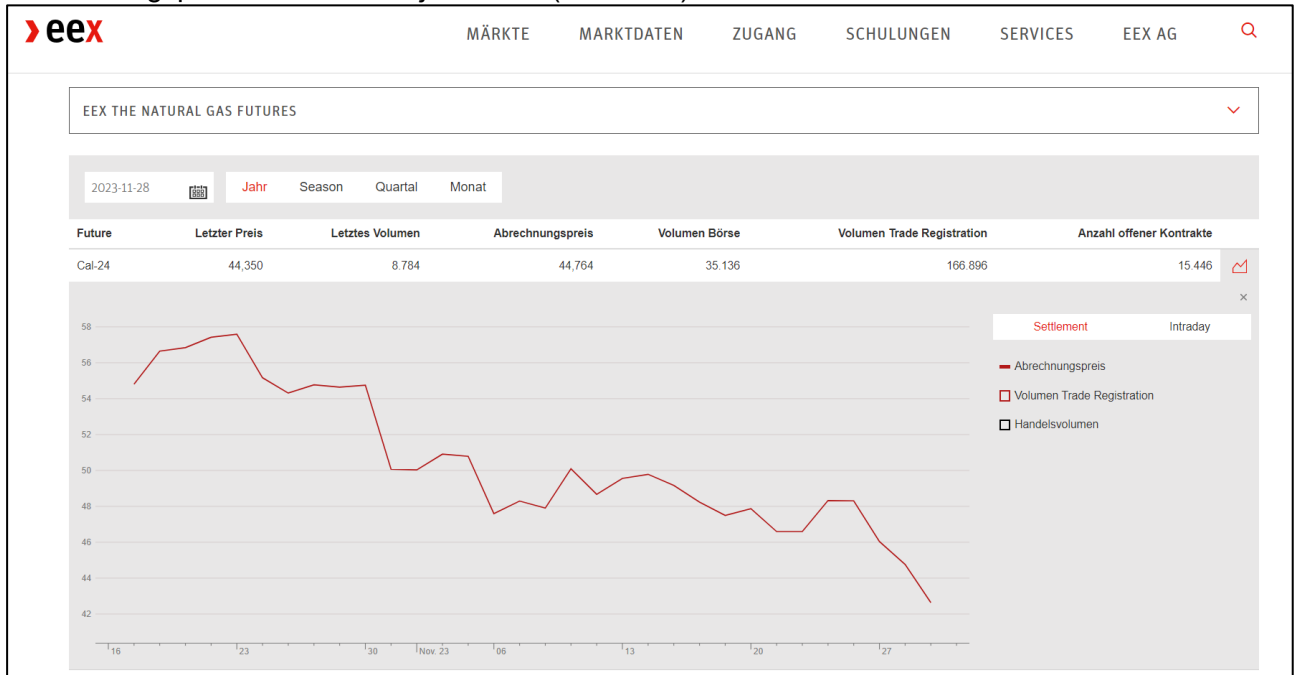 eex
MÄRKTE MARKTDATEN ZUGANG SCHULUNGEN SERVICES EEX AG
EEX THE NATURAL GAS FUTURES
2023-11-28 Jahr Season Quartal Monat
Future Letzter Preis Letztes Volumen Abrechnungspreis Volumen Börse Volumen Trade Registration Anzahl offener Kontrakte
Cal-24 44,350 8.784 44,764 35.136 166.896 15.446
×
Settlement Intraday
Abrechnungspreis
Volumen Trade Registration
Handelsvolumen
58
56
54
52
50
48
46
44
42
16 23 30 Nov. 23 06 13 20 27